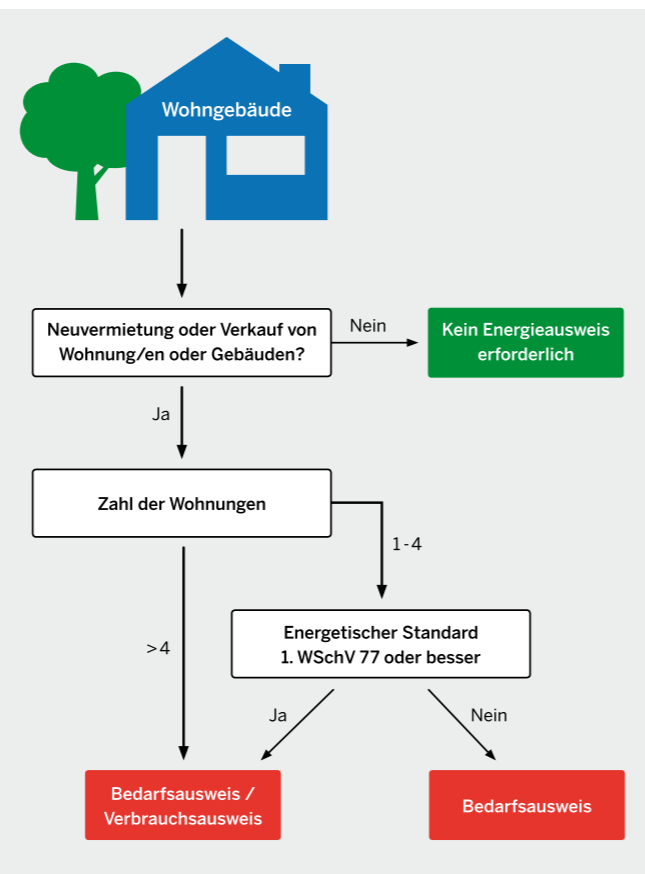 Wohngebäude
Neuvermietung oder Verkauf von
Wohnung/en oder Gebäuden?
Nein
Kein Energieausweis
erforderlich
Ja
Zahl der Wohnungen
1-4
Energetischer Standard
1. WSchV 77 oder besser
>4
Ja
Nein
Bedarfsausweis /
Verbrauchsausweis
Bedarfsausweis